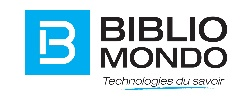 B
BIBLIO
MONDO
Technologies du savoir